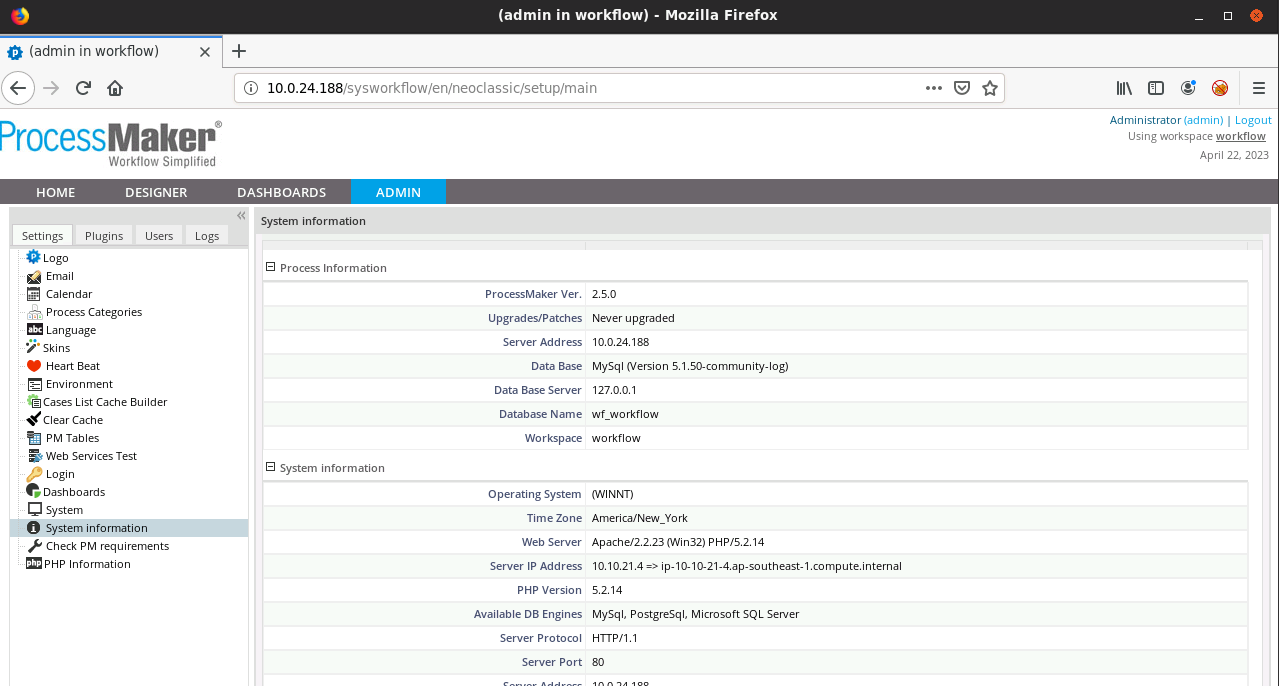 (admin in workflow) - Mozilla Firefox
(admin in workflow)
10.0.24.188/sysworkflow/en/neoclassic/setup/main
ProcessMaker®
Workflow Simplified
Administrator (admin) | Logout
Using workspace workflow
April 22, 2023
HOME DESIGNER DASHBOARDS ADMIN
Settings Plugins Users Logs
Logo
Email
Calendar
Process Categories
Language
Skins
Heart Beat
Environment
Cases List Cache Builder
Clear Cache
PM Tables
Web Services Test
Login
Dashboards
System
System information
Check PM requirements
PHP Information
System information
Process Information
ProcessMaker Ver. 2.5.0
Upgrades/Patches Never upgraded
Server Address 10.0.24.188
Data Base MySql (Version 5.1.50-community-log)
Data Base Server 127.0.0.1
Database Name wf_workflow
Workspace workflow
System information
Operating System (WINNT)
Time Zone America/New_York
Web Server Apache/2.2.23 (Win32) PHP/5.2.14
Server IP Address 10.10.21.4 => ip-10-10-21-4.ap-southeast-1.compute.internal
PHP Version 5.2.14
Available DB Engines MySql, PostgreSql, Microsoft SQL Server
Server Protocol HTTP/1.1
Server Port 80
Server Address 10.0.24.188